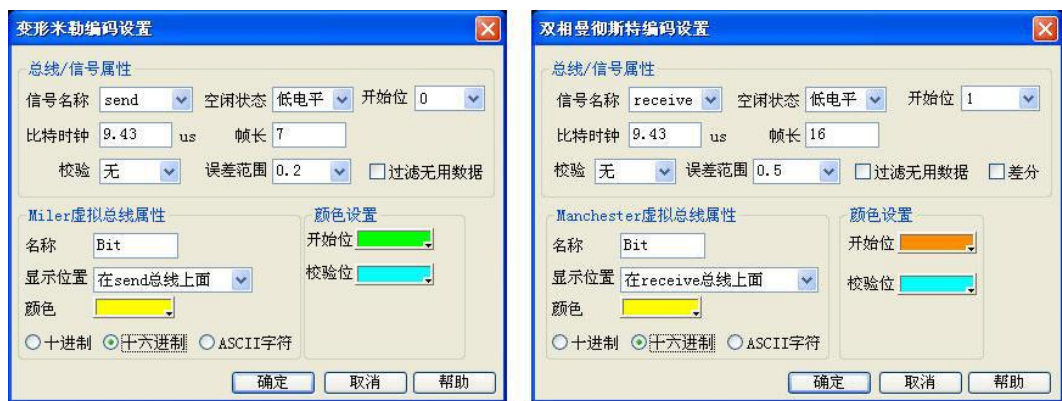 变形米勒编码设置
总线/信号属性
信号名称 send 空闲状态 低电平 开始位 0
比特时钟 9.43 us 帧长 7
校验 无 误差范围 0.2 过滤无用数据
Miler虚拟总线属性
名称 Bit
显示位置 在send总线上面
颜色
十进制 十六进制 ASCII字符
颜色设置
开始位
校验位
确定 取消 帮助
双相曼彻斯特编码设置
总线/信号属性
信号名称 receive 空闲状态 低电平 开始位 1
比特时钟 9.43 us 帧长 16
校验 无 误差范围 0.5 过滤无用数据 差分
Manchester虚拟总线属性
名称 Bit
显示位置 在receive总线上面
颜色
十进制 十六进制 ASCII字符
颜色设置
开始位
校验位
确定 取消 帮助